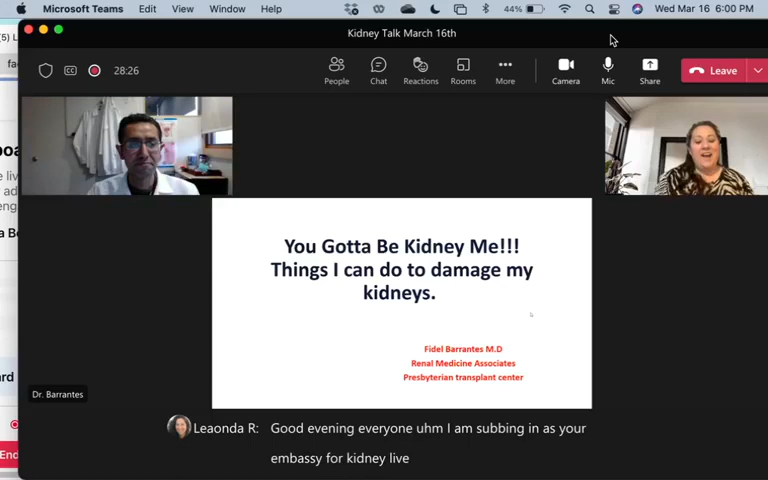 Microsoft Teams Edit View Window Help 44% Wed Mar 16 6:00 PM
Kidney Talk March 16th
28:26 People Chat Reactions Rooms More Camera Mic Share Leave
You Gotta Be Kidney Me!!!
Things I can do to damage my
kidneys.
Fidel Barrantes M.D
Renal Medicine Associates
Presbyterian transplant center
Dr. Barrantes
Leaonda R: Good evening everyone uhm I am subbing in as your
embassy for kidney live